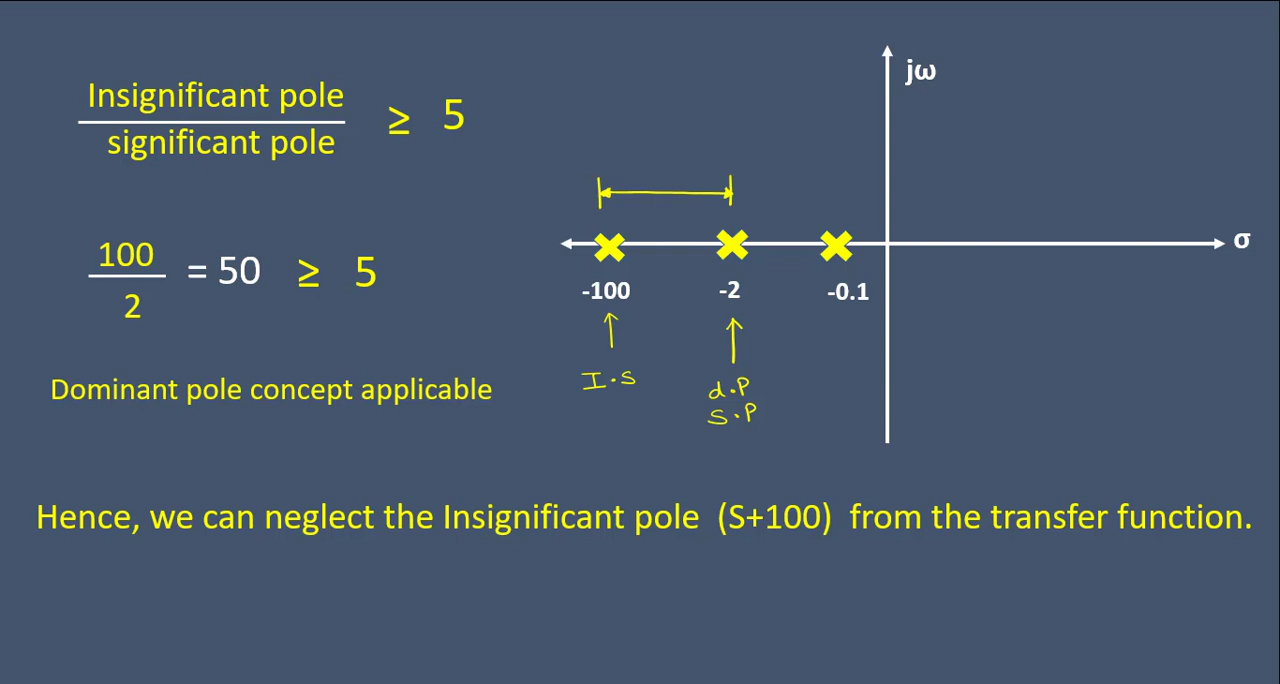 Insignificant pole
significant pole
≥ 5
100
2
= 50 ≥ 5
Dominant pole concept applicable
jω
σ
-100
-2
-0.1
I.S
d.P
S.P
Hence, we can neglect the Insignificant pole (S+100) from the transfer function.